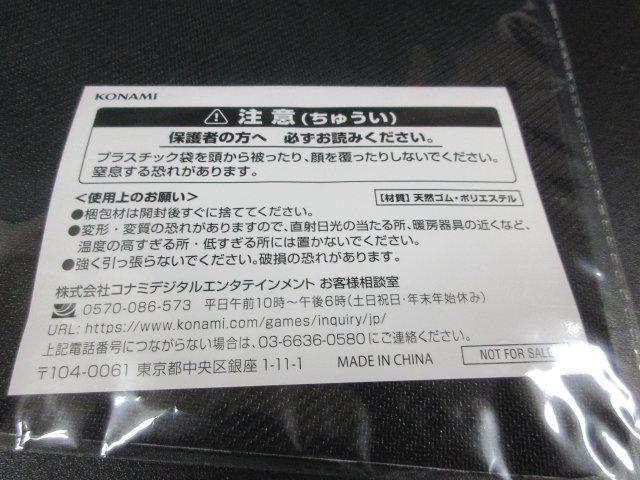 KONAMI
⚠ 注意(ちゅうい)
保護者の方へ 必ずお読みください。
プラスチック袋を頭から被ったり、顔を覆ったりしないでください。
窒息する恐れがあります。
<使用上のお願い> 【材質】天然ゴム・ポリエステル
●梱包材は開封後すぐに捨ててください。
●変形・変質の恐れがありますので、直射日光の当たる所、暖房器具の近くなど、
温度の高すぎる所・低すぎる所には置かないでください。
●強く引っ張らないでください。破損の恐れがあります。
株式会社コナミデジタルエンタテインメント お客様相談室
0570-086-573 平日午前10時～午後6時(土日祝日・年末年始休み)
URL: https://www.konami.com/games/inquiry/jp/
上記電話番号につながらない場合は、03-6636-0580にご連絡ください。
〒104-0061 東京都中央区銀座1-11-1 MADE IN CHINA NOT FOR SALE